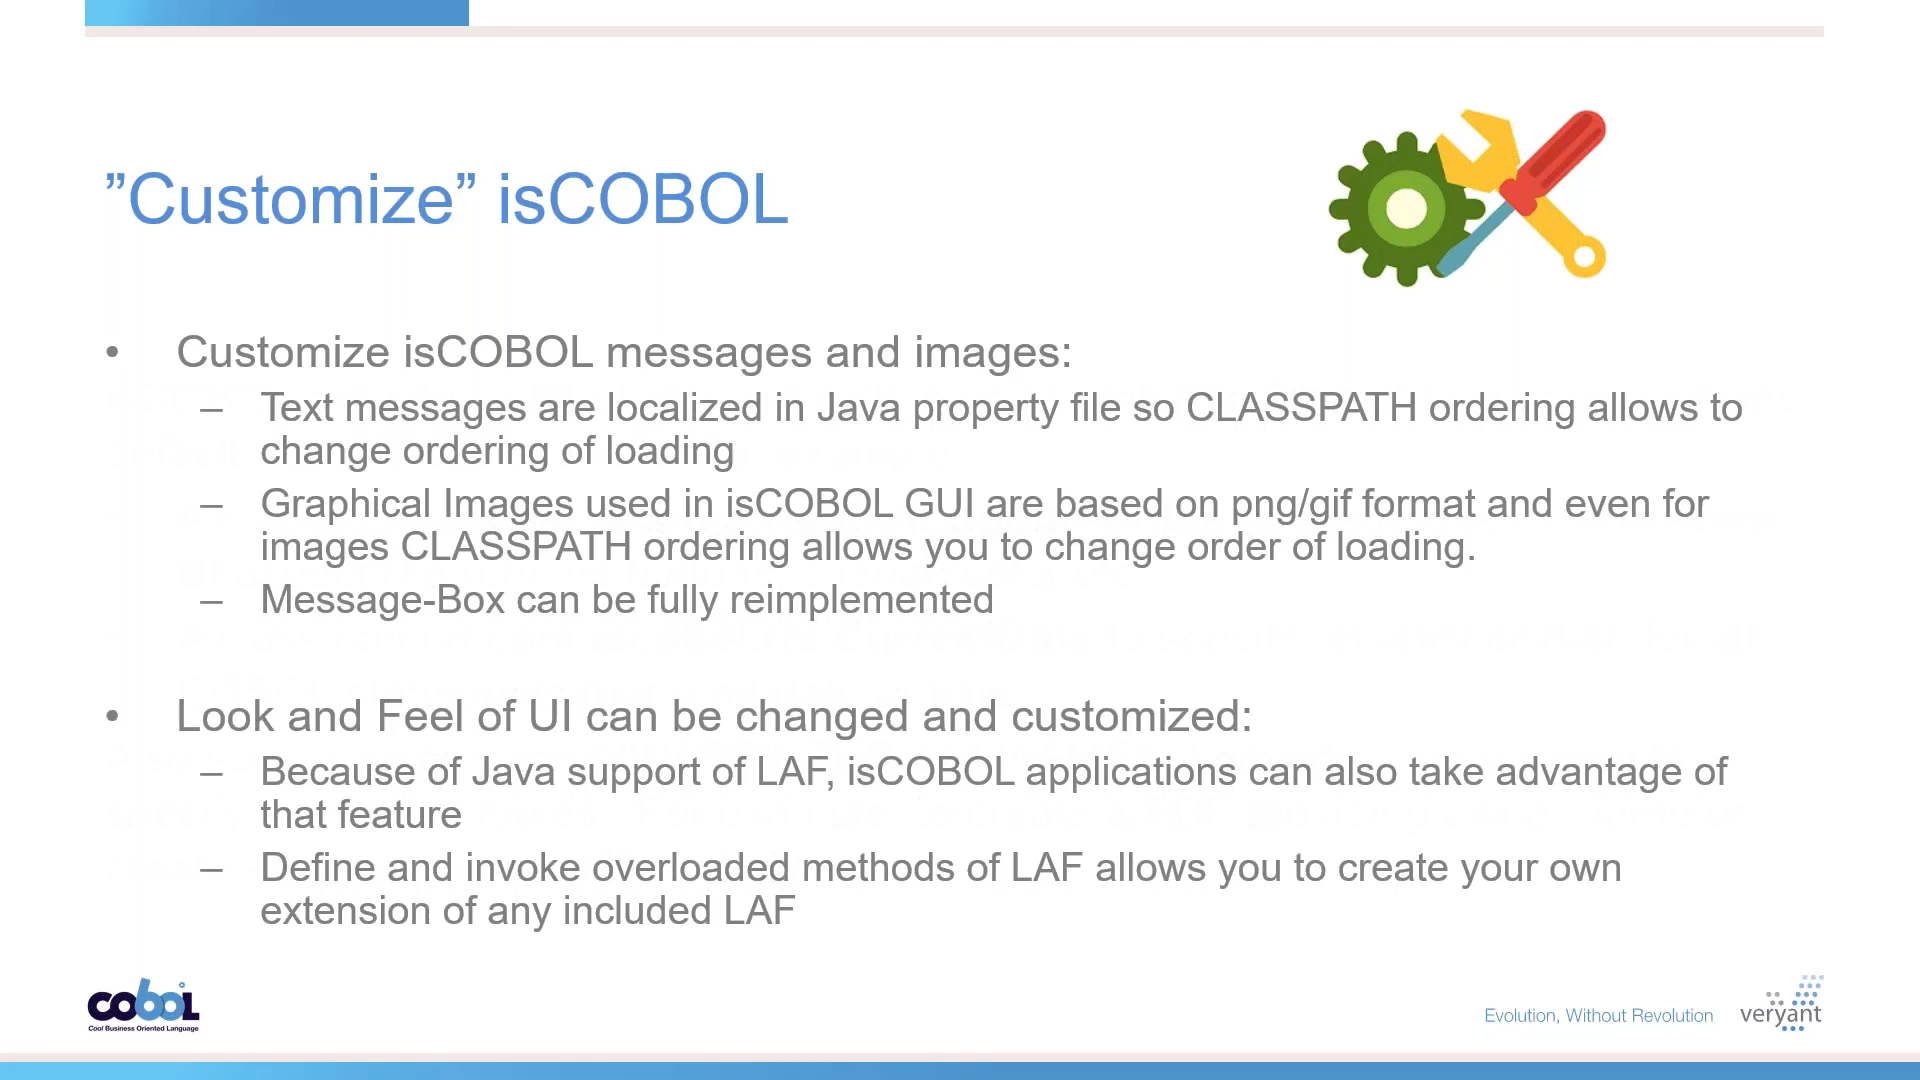 ”Customize” isCOBOL
• Customize isCOBOL messages and images:
– Text messages are localized in Java property file so CLASSPATH ordering allows to
change ordering of loading
– Graphical Images used in isCOBOL GUI are based on png/gif format and even for
images CLASSPATH ordering allows you to change order of loading.
– Message-Box can be fully reimplemented
• Look and Feel of UI can be changed and customized:
– Because of Java support of LAF, isCOBOL applications can also take advantage of
that feature
– Define and invoke overloaded methods of LAF allows you to create your own
extension of any included LAF
cobol
Cool Business Oriented Language
Evolution, Without Revolution
veryant